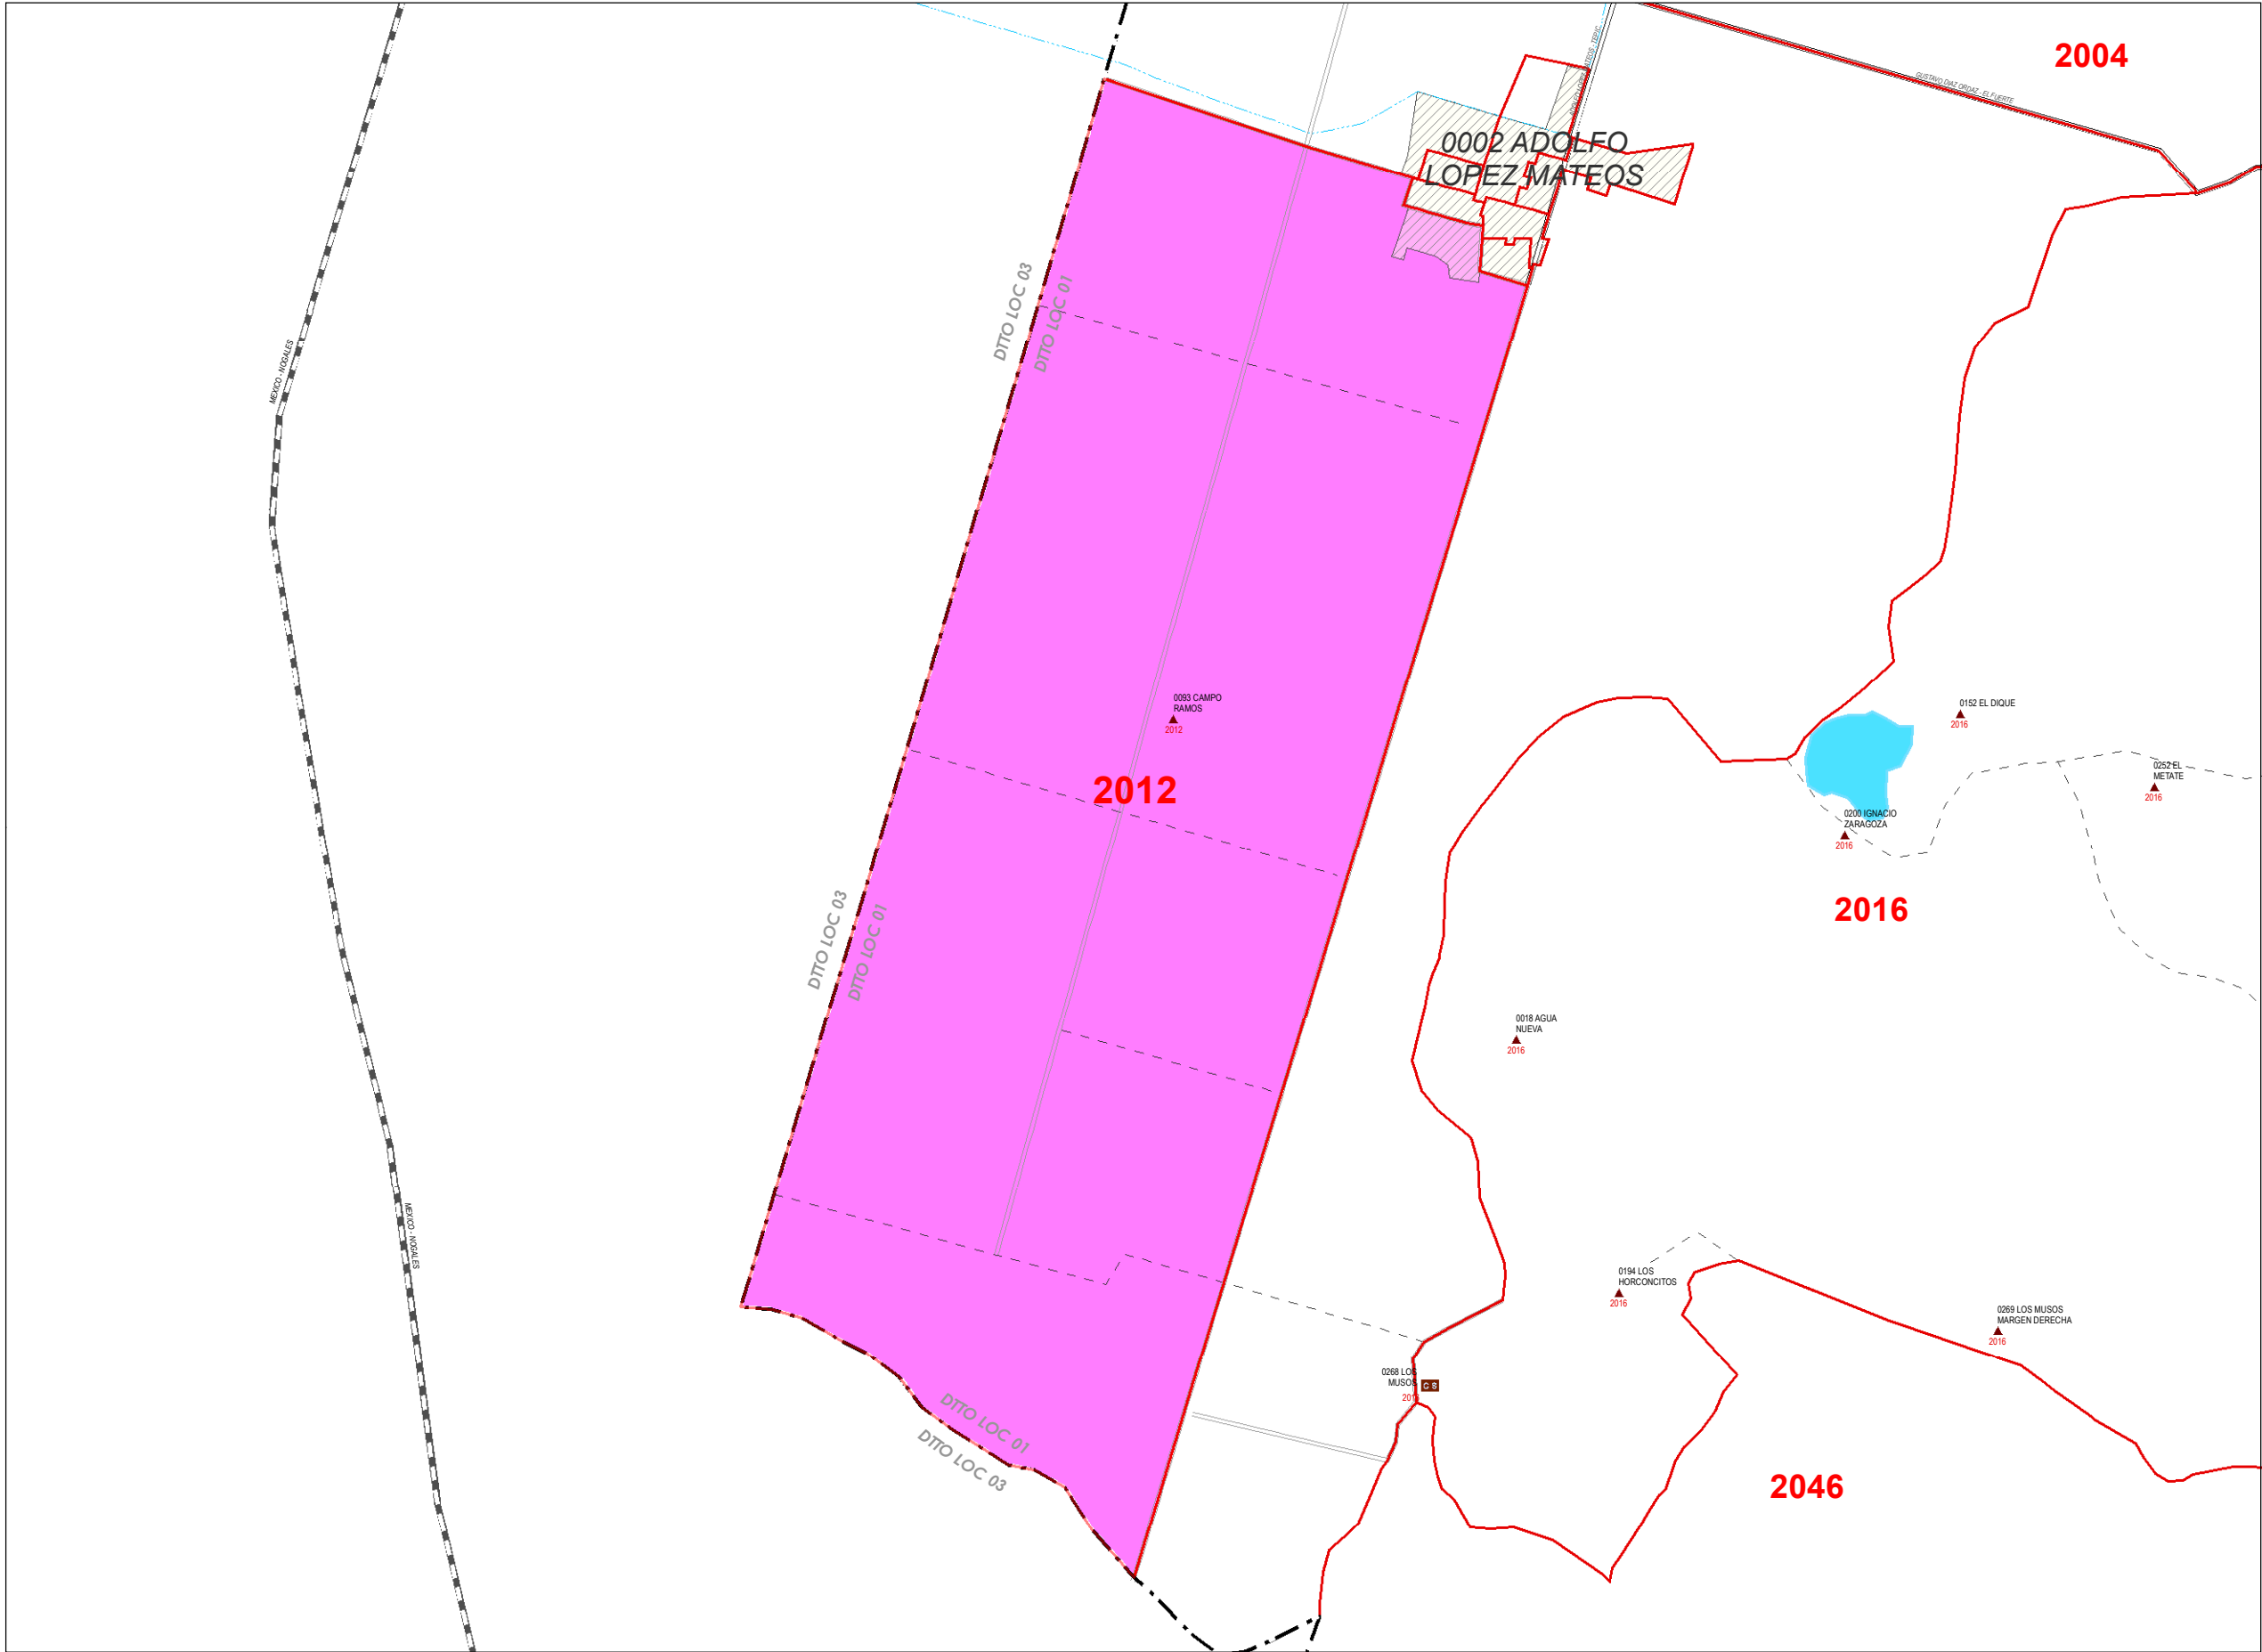 2004
GUSTAVO DIAZ ORDAZ - EL FUERTE
0002 ADOLFO
LOPEZ MATEOS
DTTO LOC 03
DTTO LOC 01
MEXICO - NOGALES
0093 CAMPO
RAMOS
2012
2012
0152 EL DIQUE
2016
0252 EL
METATE
2016
0200 IGNACIO
ZARAGOZA
2016
2016
DTTO LOC 03
DTTO LOC 01
0018 AGUA
NUEVA
2016
MEXICO - NOGALES
0194 LOS
HORCONCITOS
2016
0269 LOS MUSOS
MARGEN DERECHA
2016
0268 LOS
MUSOS
C S
DTTO LOC 01
DTTO LOC 03
2046